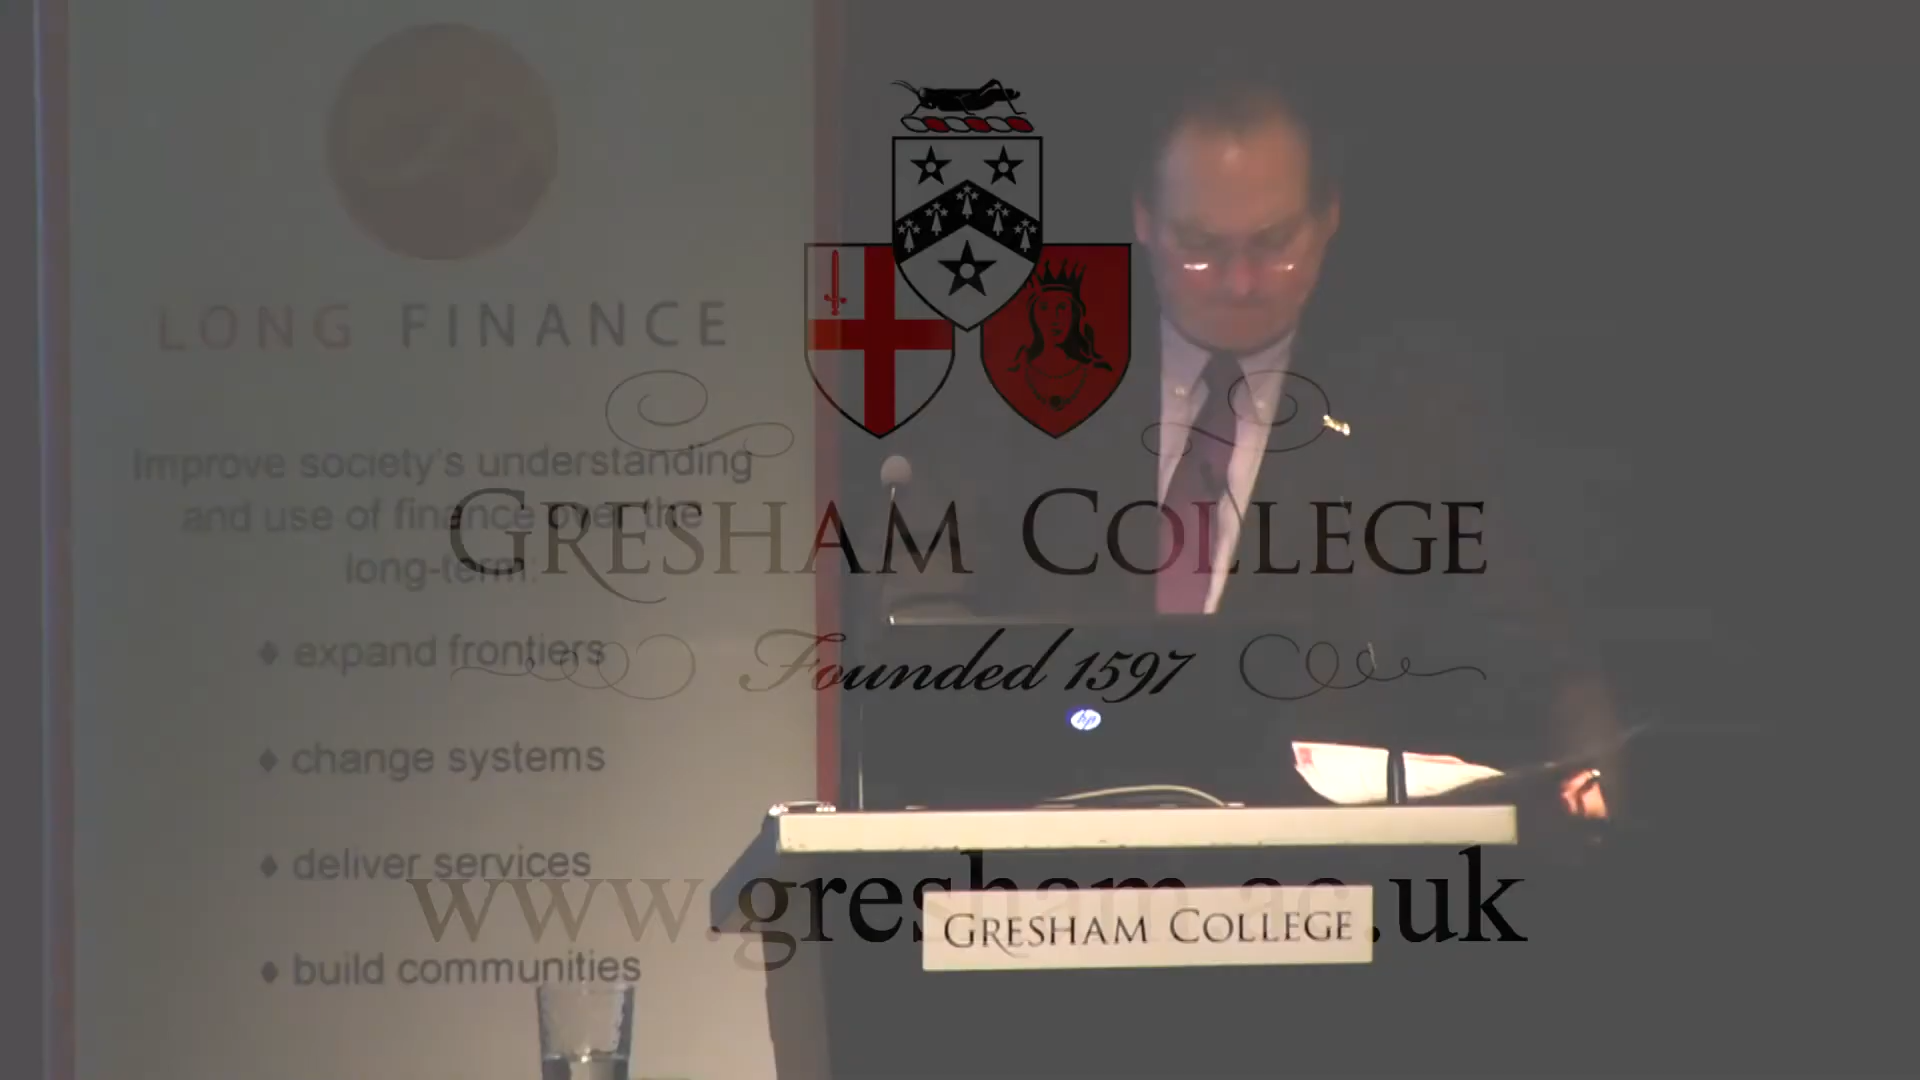 LONG FINANCE
Improve society's understanding
and use of finance over the
long-term:
♦ expand frontiers
♦ change systems
♦ deliver services
♦ build communities
GRESHAM COLLEGE
Founded 1597
hp
www.gresham.ac.uk
GRESHAM COLLEGE